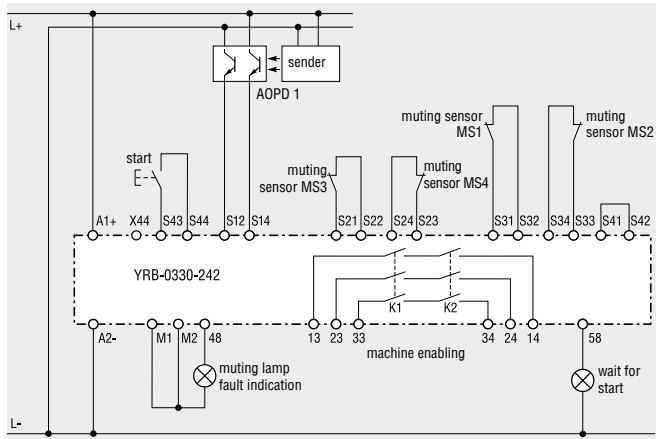 L+
sender
AOPD 1
muting sensor
MS1
muting
sensor MS2
start
muting
sensor MS3
muting
sensor MS4
A1+
X44
S43
S44
S12
S14
S21
S22
S24
S23
S31
S32
S34
S33
S41
S42
YRB-0330-242
K1
K2
A2-
M1
M2
48
13
23
33
34
24
14
58
machine enabling
muting lamp
fault indication
wait for
start
L-